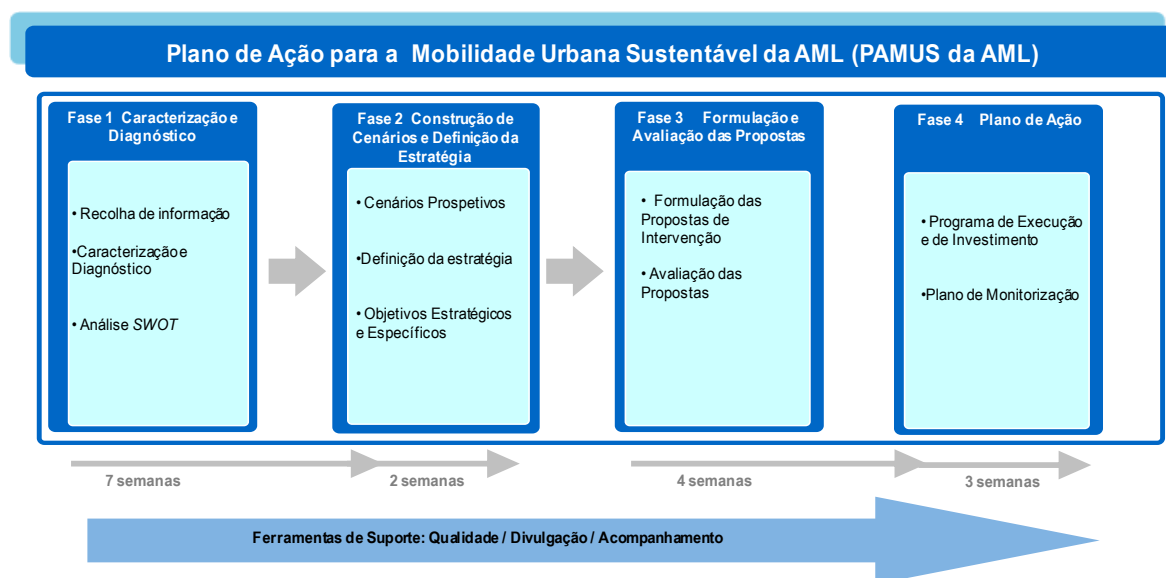 Plano de Ação para a Mobilidade Urbana Sustentável da AML (PAMUS da AML)
Fase 1 Caracterização e
Diagnóstico
• Recolha de informação
•Caracterização e
Diagnóstico
• Análise SWOT
Fase 2 Construção de
Cenários e Definição da
Estratégia
• Cenários Prospetivos
•Definição da estratégia
• Objetivos Estratégicos
e Específicos
Fase 3 Formulação e
Avaliação das Propostas
• Formulação das
Propostas de
Intervenção
• Avaliação das
Propostas
Fase 4 Plano de Ação
• Programa de Execução
e de Investimento
•Plano de Monitorização
7 semanas
2 semanas
4 semanas
3 semanas
Ferramentas de Suporte: Qualidade / Divulgação / Acompanhamento